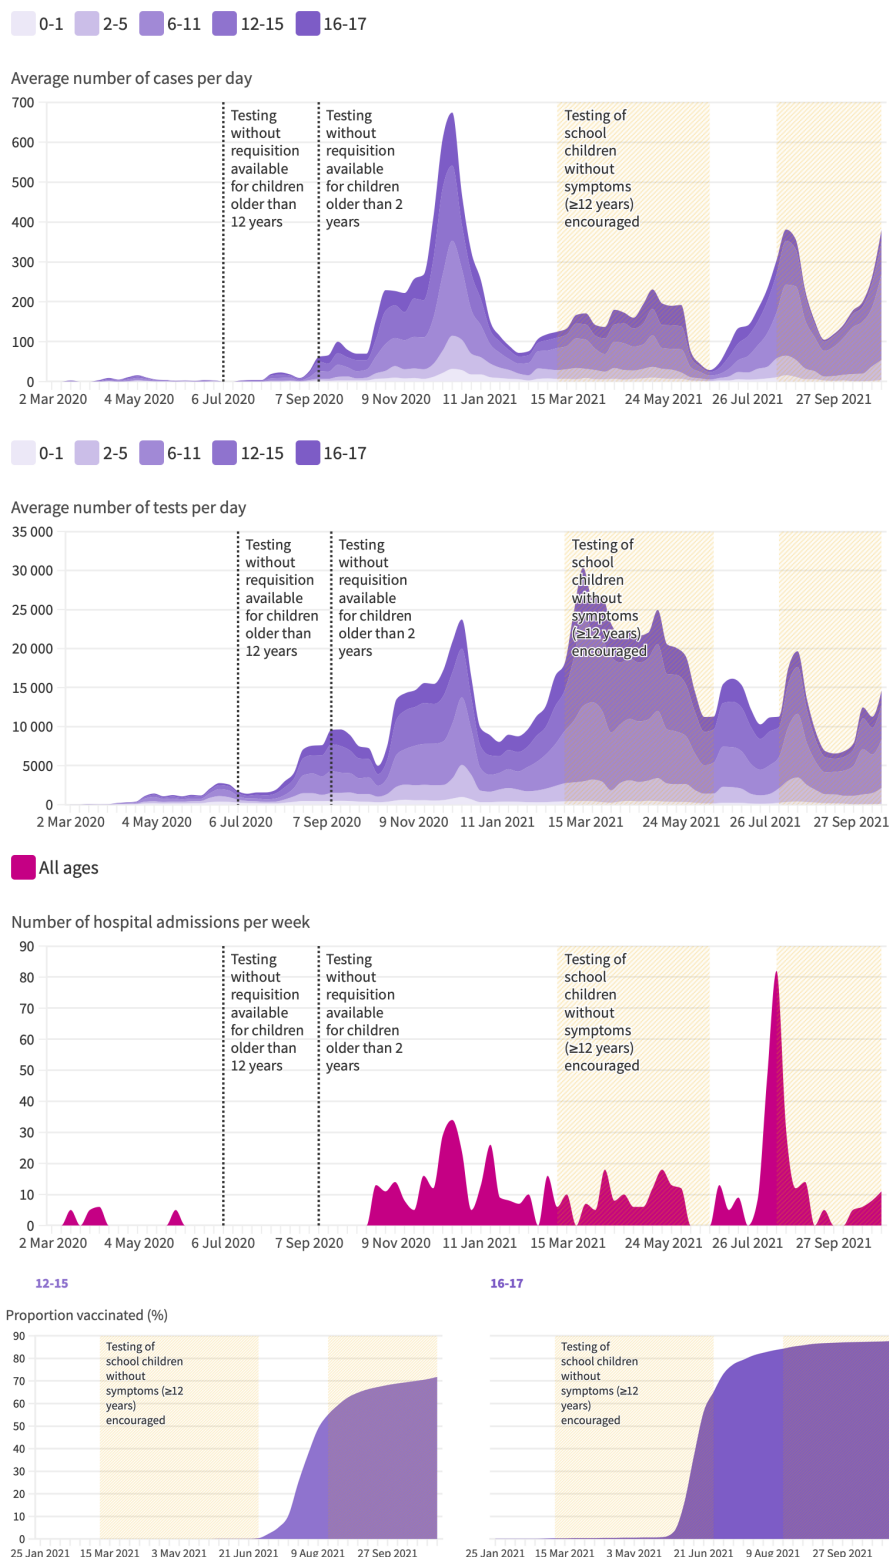 0-1 2-5 6-11 12-15 16-17
Average number of cases per day
700
600
500
400
300
200
100
0
Testing
without
requisition
available
for children
older than
12 years
Testing
without
requisition
available
for children
older than 2
years
Testing of
school
children
without
symptoms
(≥12 years)
encouraged
2 Mar 2020 4 May 2020 6 Jul 2020 7 Sep 2020 9 Nov 2020 11 Jan 2021 15 Mar 2021 24 May 2021 26 Jul 2021 27 Sep 2021
0-1 2-5 6-11 12-15 16-17
Average number of tests per day
35 000
30 000
25 000
20 000
15 000
10 000
5000
0
Testing
without
requisition
available
for children
older than
12 years
Testing
without
requisition
available
for children
older than 2
years
Testing of
school
children
without
symptoms
(≥12 years)
encouraged
2 Mar 2020 4 May 2020 6 Jul 2020 7 Sep 2020 9 Nov 2020 11 Jan 2021 15 Mar 2021 24 May 2021 26 Jul 2021 27 Sep 2021
All ages
Number of hospital admissions per week
90
80
70
60
50
40
30
20
10
0
Testing
without
requisition
available
for children
older than
12 years
Testing
without
requisition
available
for children
older than 2
years
Testing of
school
children
without
symptoms
(≥12 years)
encouraged
2 Mar 2020 4 May 2020 6 Jul 2020 7 Sep 2020 9 Nov 2020 11 Jan 2021 15 Mar 2021 24 May 2021 26 Jul 2021 27 Sep 2021
12-15 16-17
Proportion vaccinated (%)
90
80
70
60
50
40
30
20
10
0
Testing of
school children
without
symptoms (≥12
years)
encouraged
25 Jan 2021 15 Mar 2021 3 May 2021 21 Jun 2021 9 Aug 2021 27 Sep 2021
Testing of
school children
without
symptoms (≥12
years)
encouraged
25 Jan 2021 15 Mar 2021 3 May 2021 21 Jun 2021 9 Aug 2021 27 Sep 2021